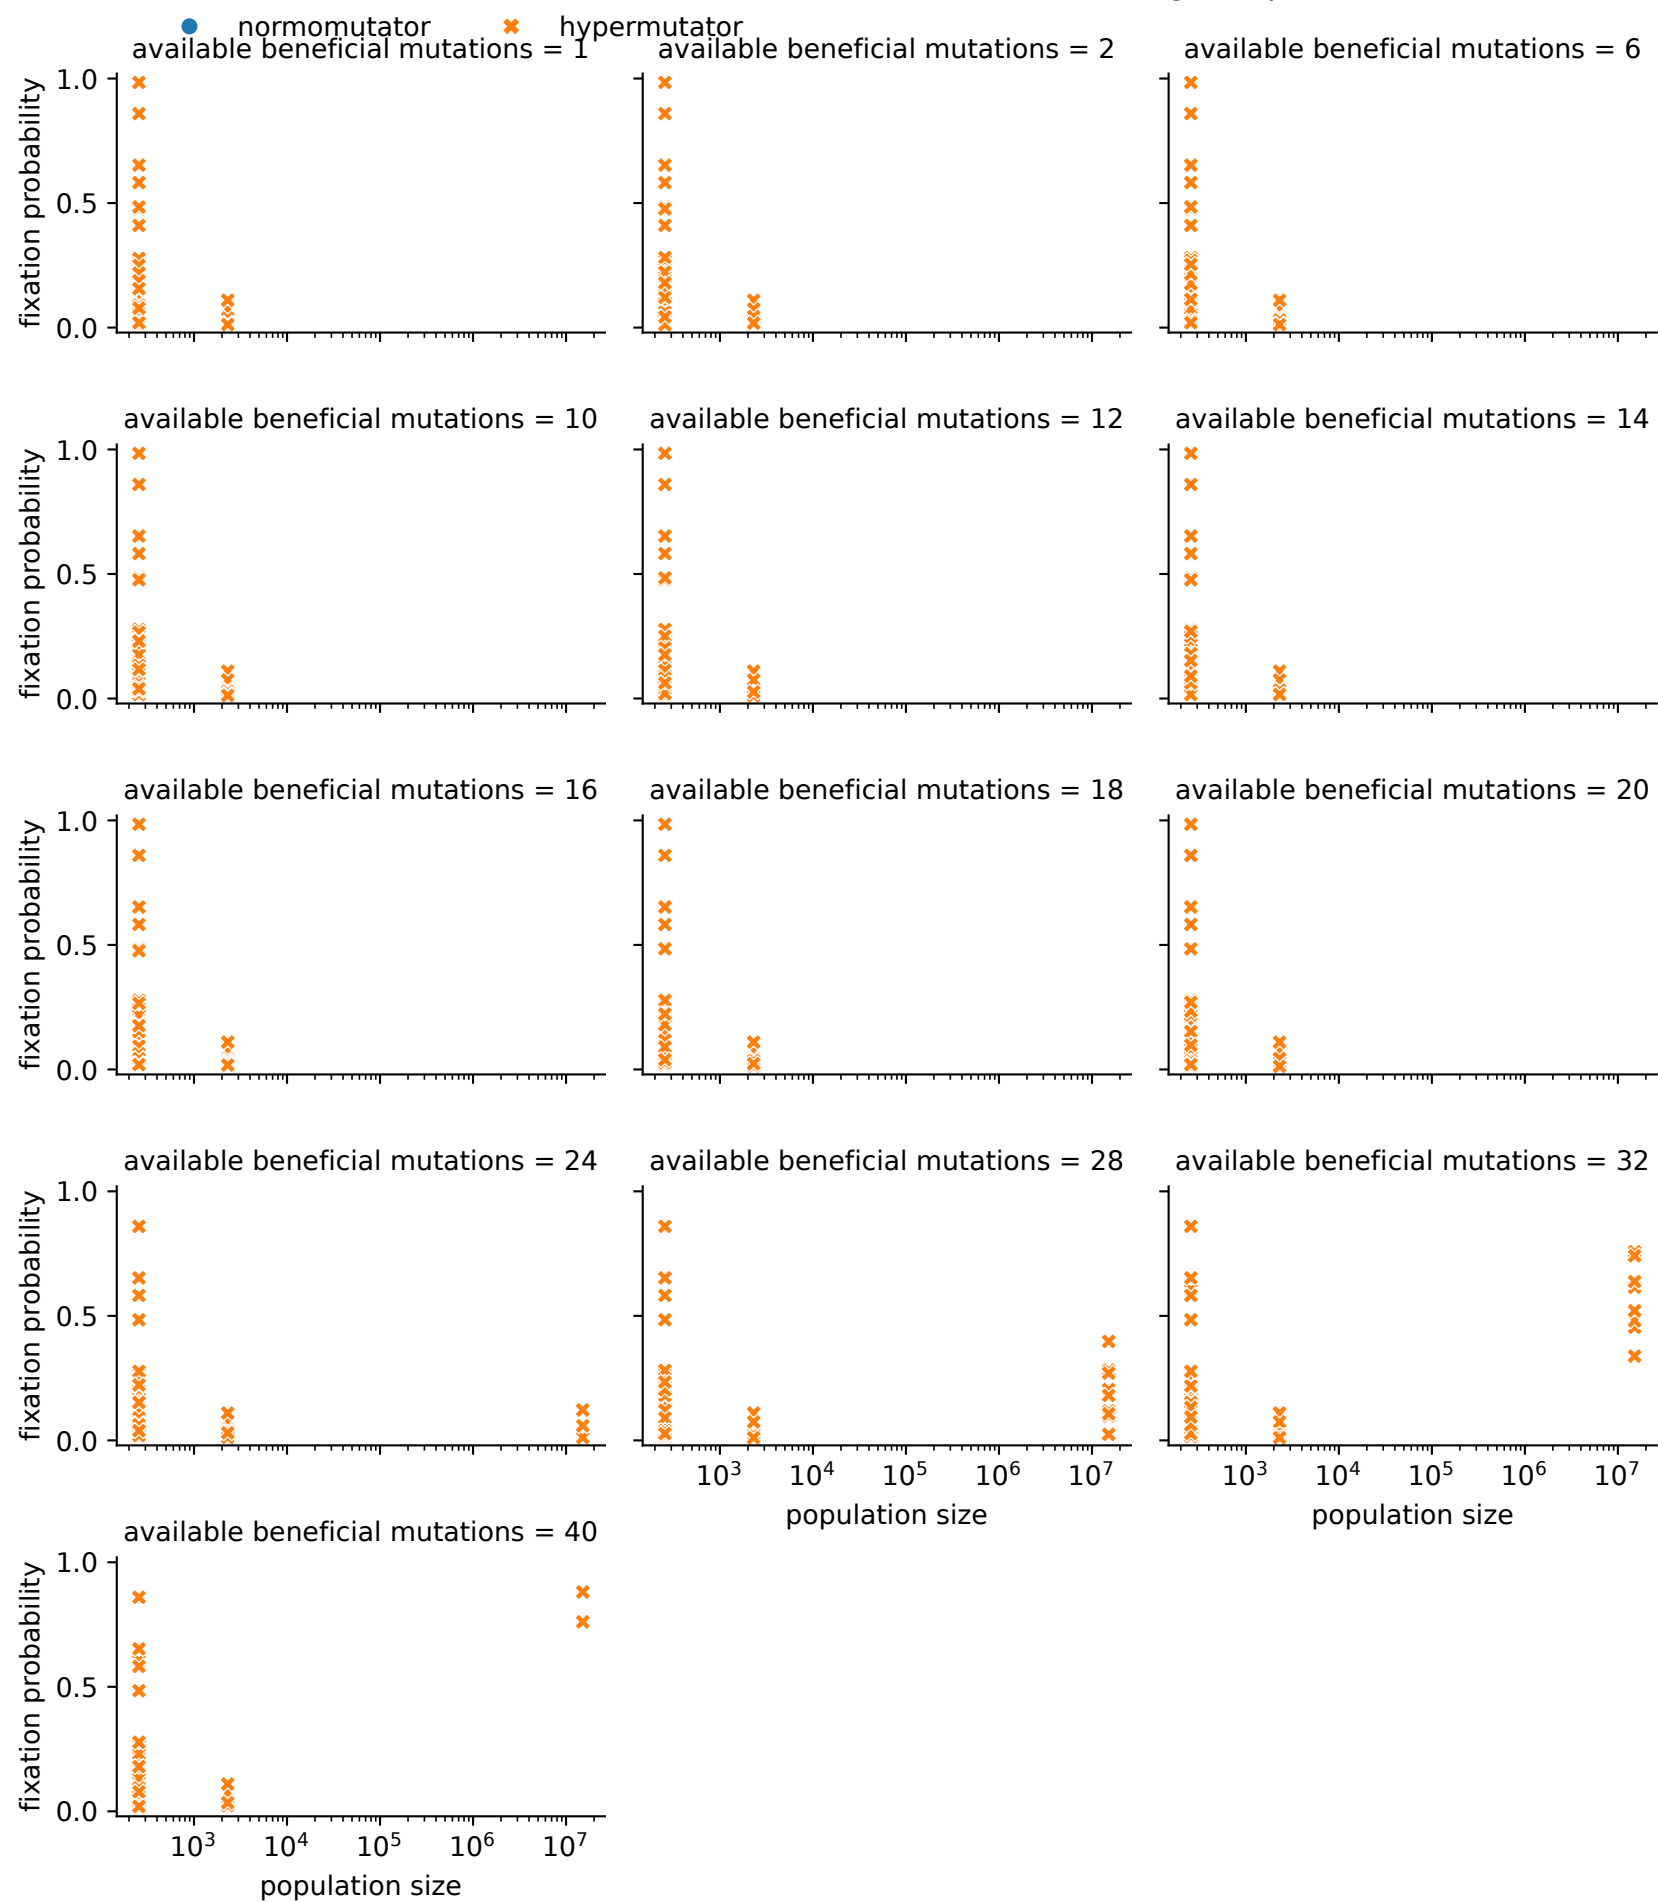 normomutator hypermutator
available beneficial mutations = 1 available beneficial mutations = 2 available beneficial mutations = 6
fixation probability
1.0
0.5
0.0
available beneficial mutations = 10 available beneficial mutations = 12 available beneficial mutations = 14
fixation probability
1.0
0.5
0.0
available beneficial mutations = 16 available beneficial mutations = 18 available beneficial mutations = 20
fixation probability
1.0
0.5
0.0
available beneficial mutations = 24 available beneficial mutations = 28 available beneficial mutations = 32
fixation probability
1.0
0.5
0.0
10³ 10⁴ 10⁵ 10⁶ 10⁷ 10³ 10⁴ 10⁵ 10⁶ 10⁷
population size population size
available beneficial mutations = 40
fixation probability
1.0
0.5
0.0
10³ 10⁴ 10⁵ 10⁶ 10⁷
population size